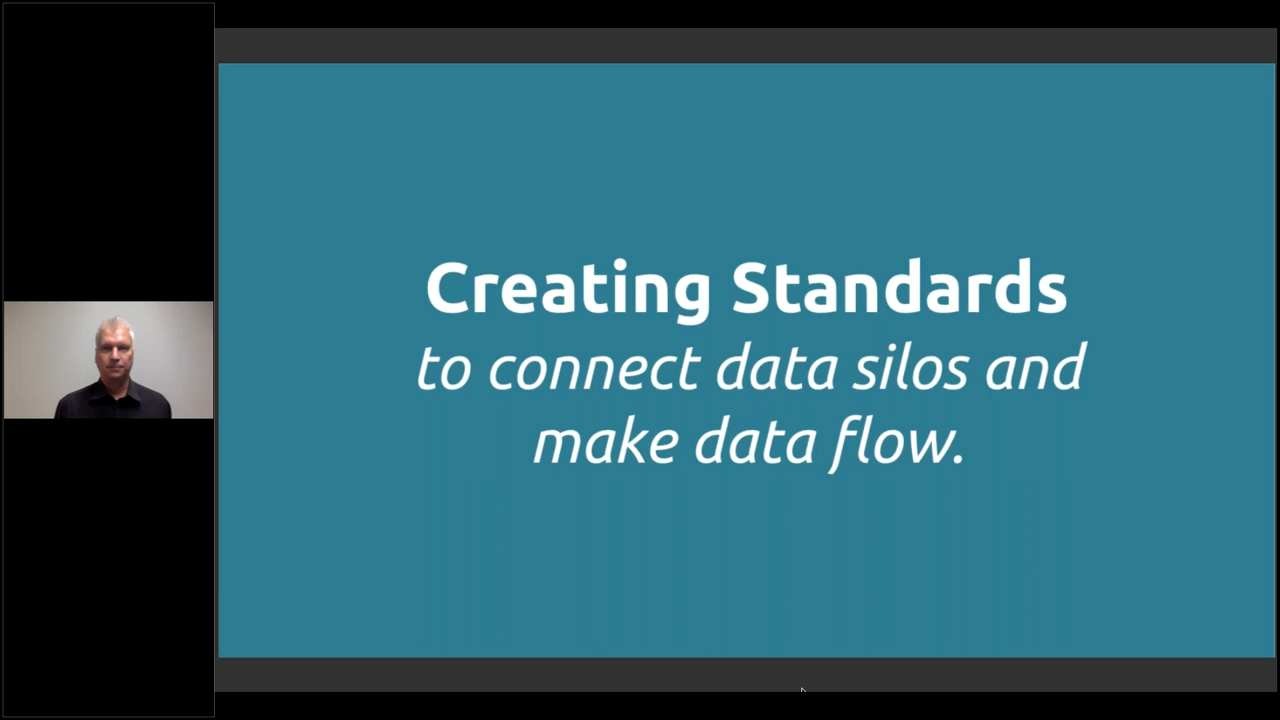 Creating Standards
to connect data silos and
make data flow.